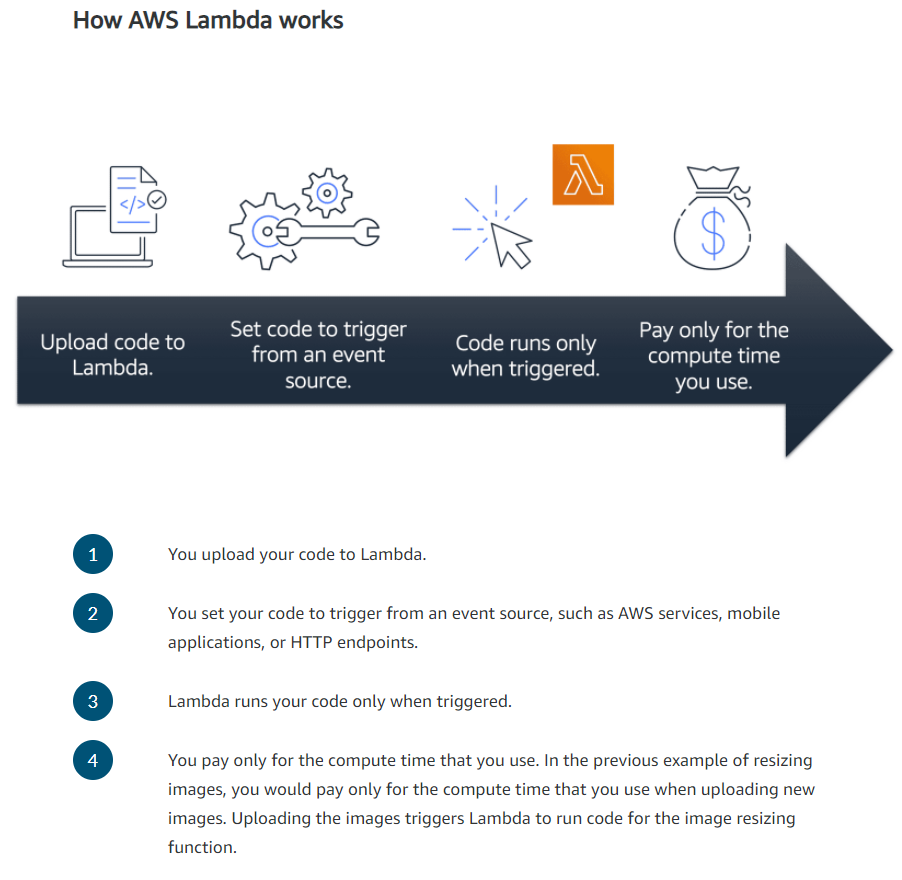 How AWS Lambda works
</>
$
Upload code to
Lambda.
Set code to trigger
from an event
source.
Code runs only
when triggered.
Pay only for the
compute time
you use.
1
You upload your code to Lambda.
2
You set your code to trigger from an event source, such as AWS services, mobile
applications, or HTTP endpoints.
3
Lambda runs your code only when triggered.
4
You pay only for the compute time that you use. In the previous example of resizing
images, you would pay only for the compute time that you use when uploading new
images. Uploading the images triggers Lambda to run code for the image resizing
function.